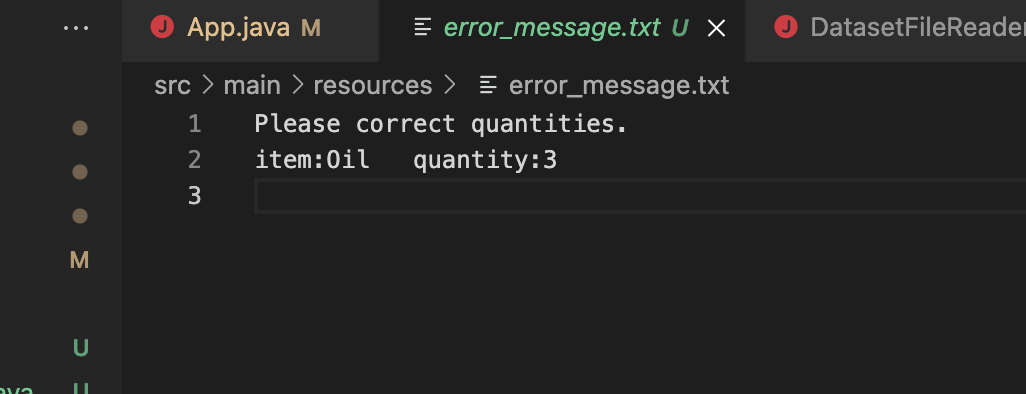 ... J App.java M error_message.txt U × J DatasetFileReader
src > main > resources > error_message.txt
1 Please correct quantities.
2 item:Oil quantity:3
3
M
U
ava U